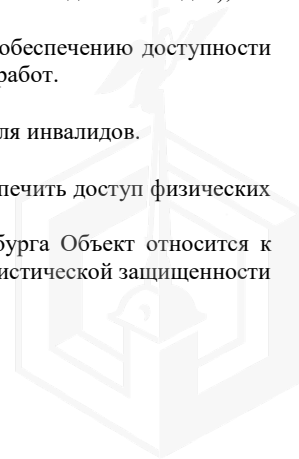 обеспечению доступности
работ.
ля инвалидов.
печить доступ физических
бурга Объект относится к
истической защищенности